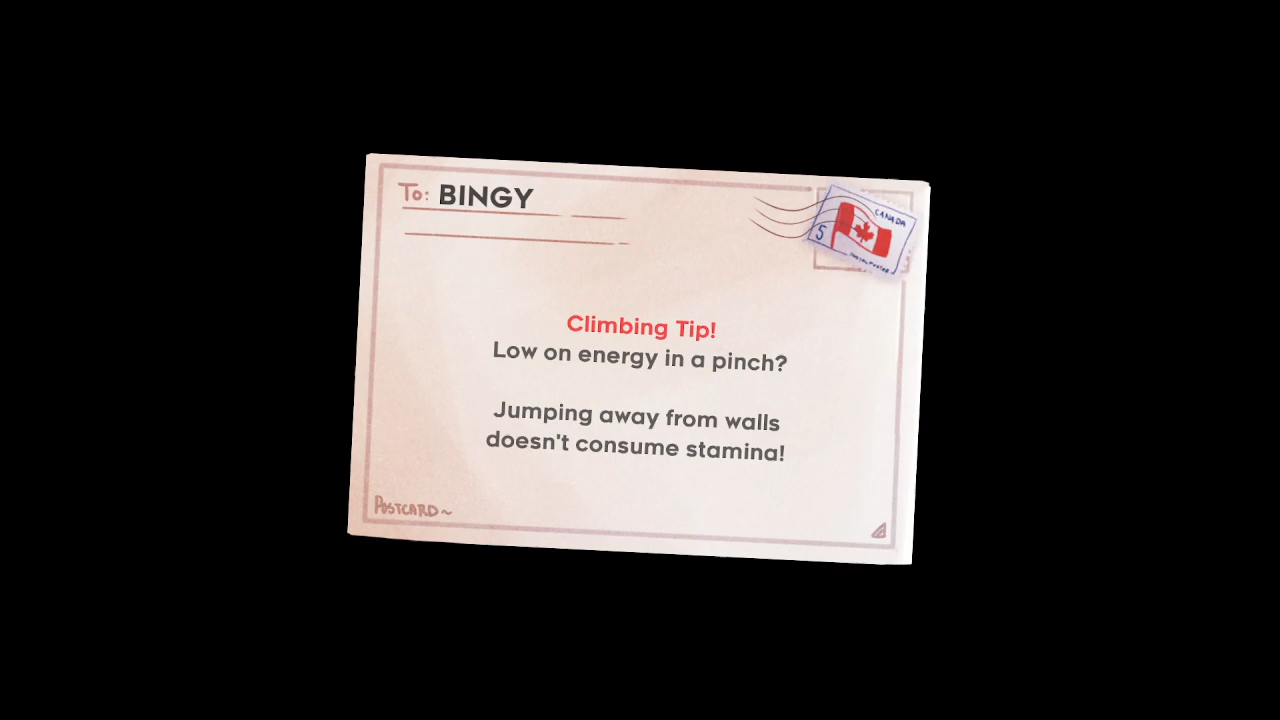 To: BINGY
CANADA
5
Climbing Tip!
Low on energy in a pinch?
Jumping away from walls
doesn't consume stamina!
POSTCARD~